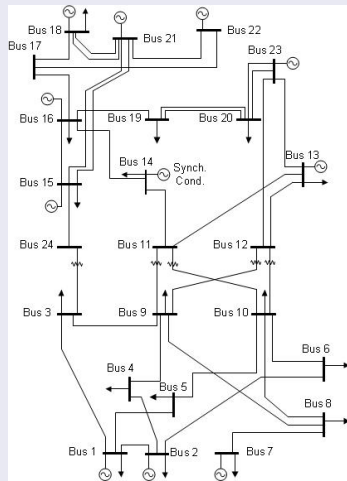 Bus 18
Bus 21
Bus 22
Bus 17
Bus 23
Bus 16
Bus 19
Bus 20
Bus 14
Synch.
Cond.
Bus 13
Bus 15
Bus 24
Bus 11
Bus 12
Bus 3
Bus 9
Bus 10
Bus 6
Bus 4
Bus 5
Bus 8
Bus 1
Bus 2
Bus 7